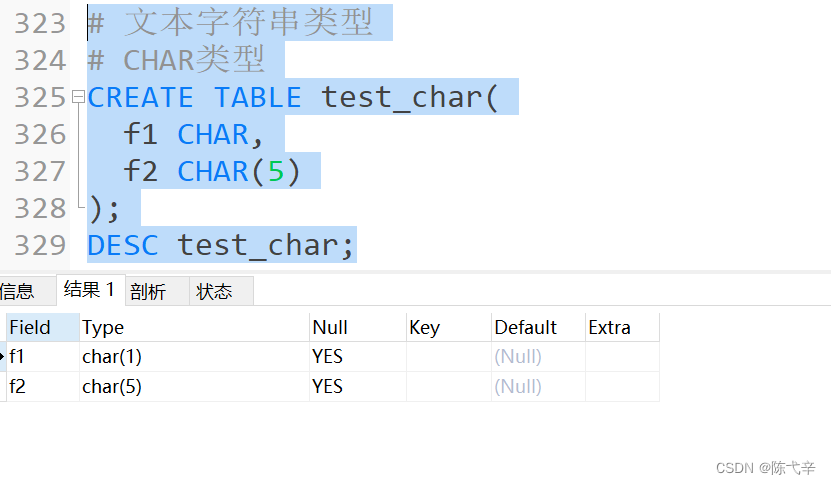 323 # 文本字符串类型
324 # CHAR类型
325 CREATE TABLE test_char(
326 f1 CHAR,
327 f2 CHAR(5)
328 );
329 DESC test_char;
信息 结果 1 剖析 状态
Field Type Null Key Default Extra
f1 char(1) YES (Null)
f2 char(5) YES (Null)
CSDN @陈弋辛